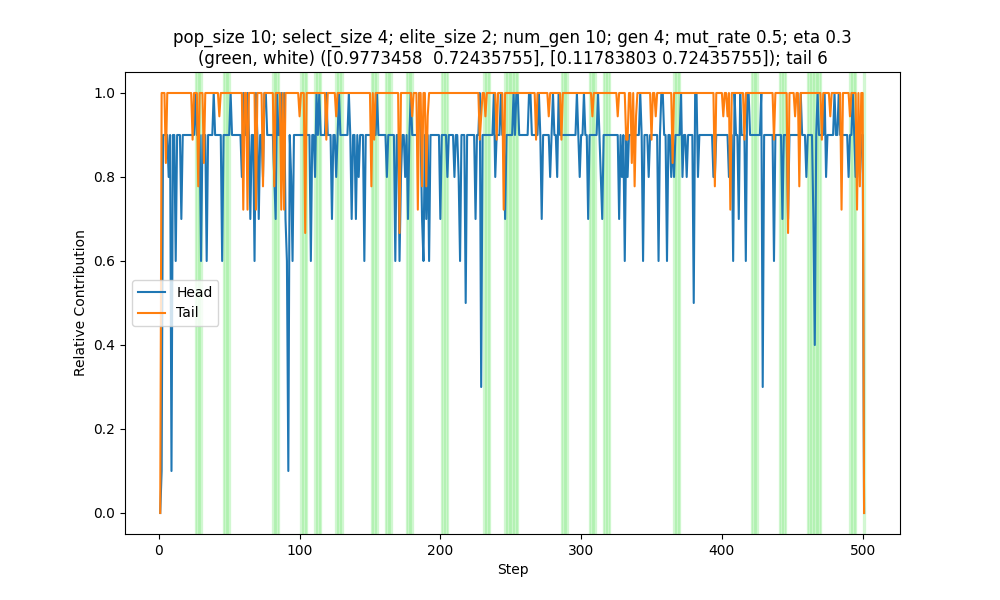 pop_size 10; select_size 4; elite_size 2; num_gen 10; gen 4; mut_rate 0.5; eta 0.3
(green, white) ([0.9773458  0.72435755], [0.11783803 0.72435755]); tail 6
1.0
0.8
0.6
0.4
0.2
0.0
Relative Contribution
Head
Tail
0
100
200
300
400
500
Step